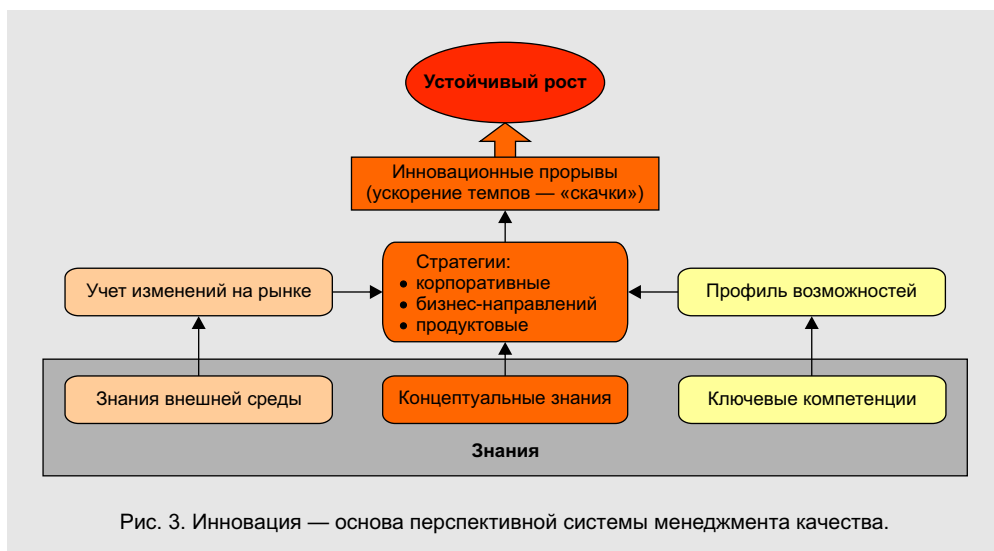 Устойчивый рост
Инновационные прорывы
(ускорение темпов — «скачки»)
Учет изменений на рынке
Стратегии:
• корпоративные
• бизнес-направлений
• продуктовые
Профиль возможностей
Знания внешней среды
Концептуальные знания
Ключевые компетенции
Знания
Рис. 3. Инновация — основа перспективной системы менеджмента качества.